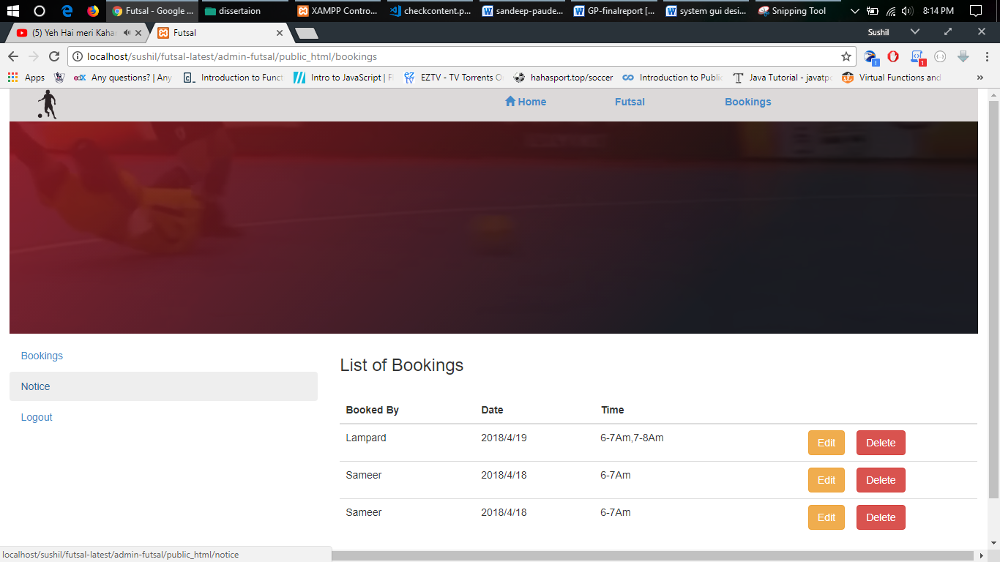 Futsal - Google ...
dissertaion
XAMPP Contro...
checkcontent.p...
sandeep-paude...
GP-finalreport [...
system gui desi...
Snipping Tool
8:14 PM
(5) Yeh Hai meri Kahan
Futsal
Sushil
localhost/sushil/futsal-latest/admin-futsal/public_html/bookings
Apps
edX Any questions? | Any
Introduction to Funct
Intro to JavaScript | F
EZTV - TV Torrents O
hahasport.top/soccer
Introduction to Public
Java Tutorial - javatpo
Virtual Functions and
»
Home Futsal Bookings
Bookings
Notice
Logout
List of Bookings
Booked By Date Time
Lampard 2018/4/19 6-7Am,7-8Am Edit Delete
Sameer 2018/4/18 6-7Am Edit Delete
Sameer 2018/4/18 6-7Am Edit Delete
localhost/sushil/futsal-latest/admin-futsal/public_html/notice